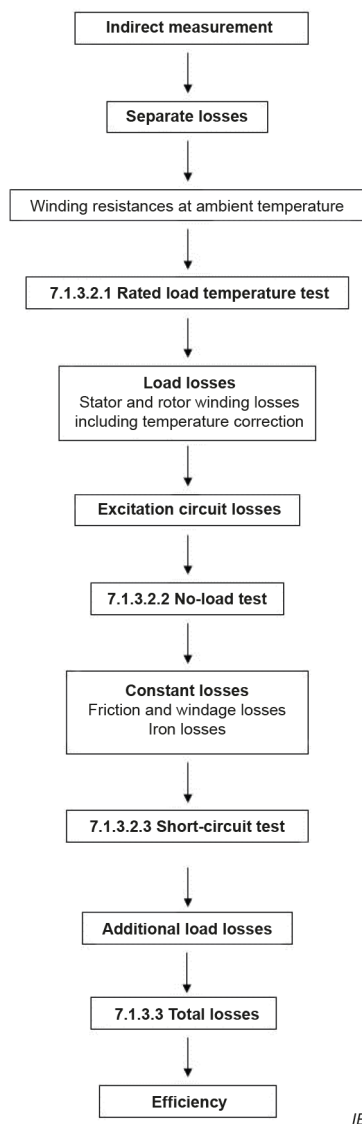 Indirect measurement
Separate losses
Winding resistances at ambient temperature
7.1.3.2.1 Rated load temperature test
Load losses
Stator and rotor winding losses
including temperature correction
Excitation circuit losses
7.1.3.2.2 No-load test
Constant losses
Friction and windage losses
Iron losses
7.1.3.2.3 Short-circuit test
Additional load losses
7.1.3.3 Total losses
Efficiency